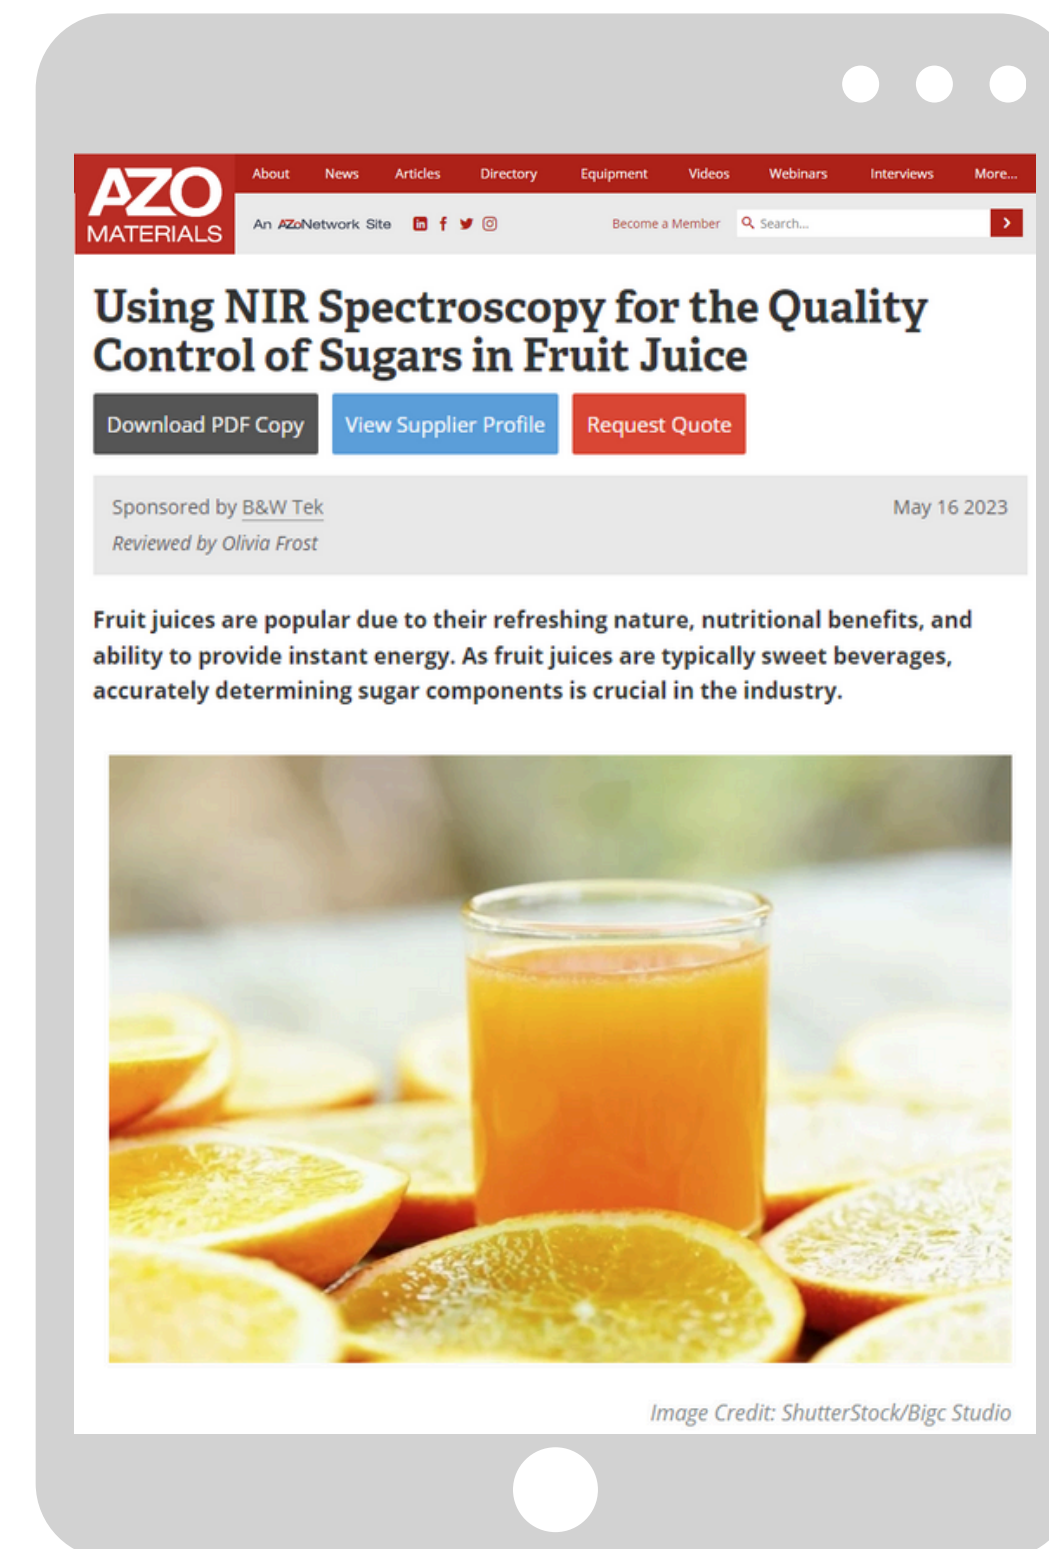 AZO
MATERIALS
About News Articles Directory Equipment Videos Webinars Interviews More...
An AZoNetwork Site
Become a Member
Search...
Using NIR Spectroscopy for the Quality
Control of Sugars in Fruit Juice
Download PDF Copy View Supplier Profile Request Quote
Sponsored by B&W Tek May 16 2023
Reviewed by Olivia Frost
Fruit juices are popular due to their refreshing nature, nutritional benefits, and
ability to provide instant energy. As fruit juices are typically sweet beverages,
accurately determining sugar components is crucial in the industry.
Image Credit: ShutterStock/Bigc Studio